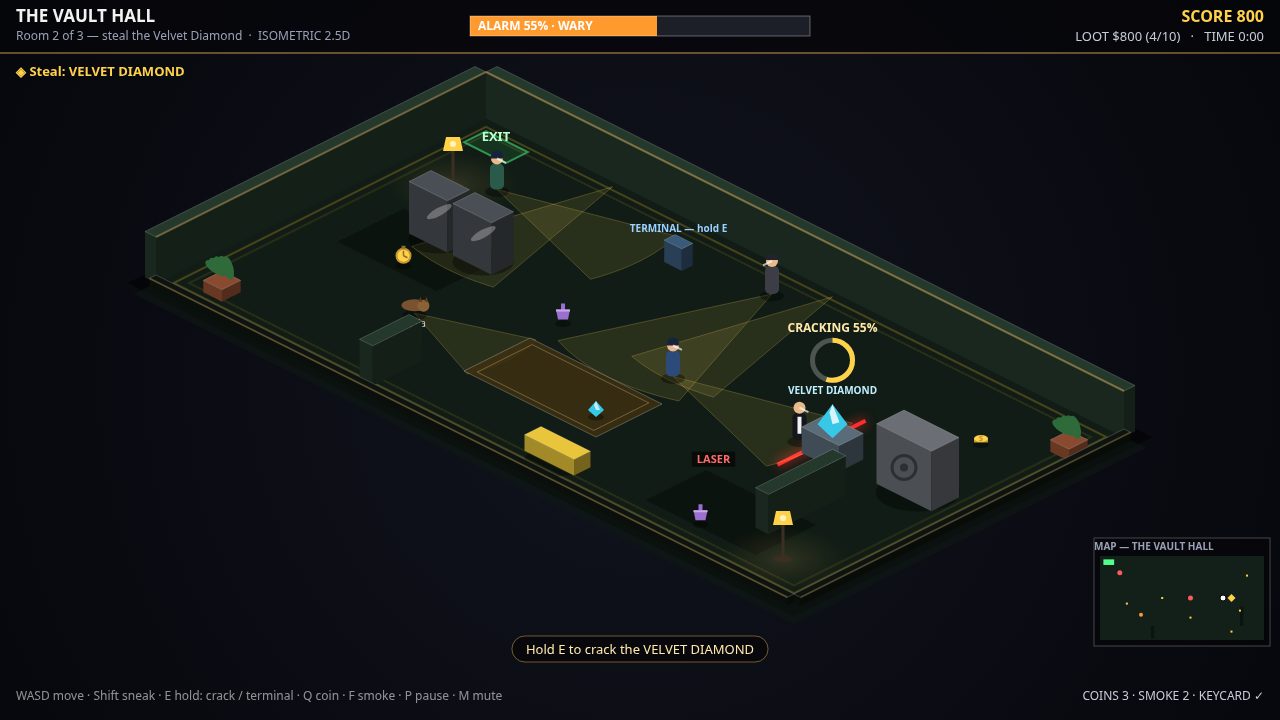 THE VAULT HALL
Room 2 of 3 — steal the Velvet Diamond · ISOMETRIC 2.5D
ALARM 55% · WARY
SCORE 800
LOOT $800 (4/10) · TIME 0:00
◈ Steal: VELVET DIAMOND
EXIT
TERMINAL — hold E
3
CRACKING 55%
VELVET DIAMOND
LASER
MAP — THE VAULT HALL
Hold E to crack the VELVET DIAMOND
WASD move · Shift sneak · E hold: crack / terminal · Q coin · F smoke · P pause · M mute
COINS 3 · SMOKE 2 · KEYCARD ✓